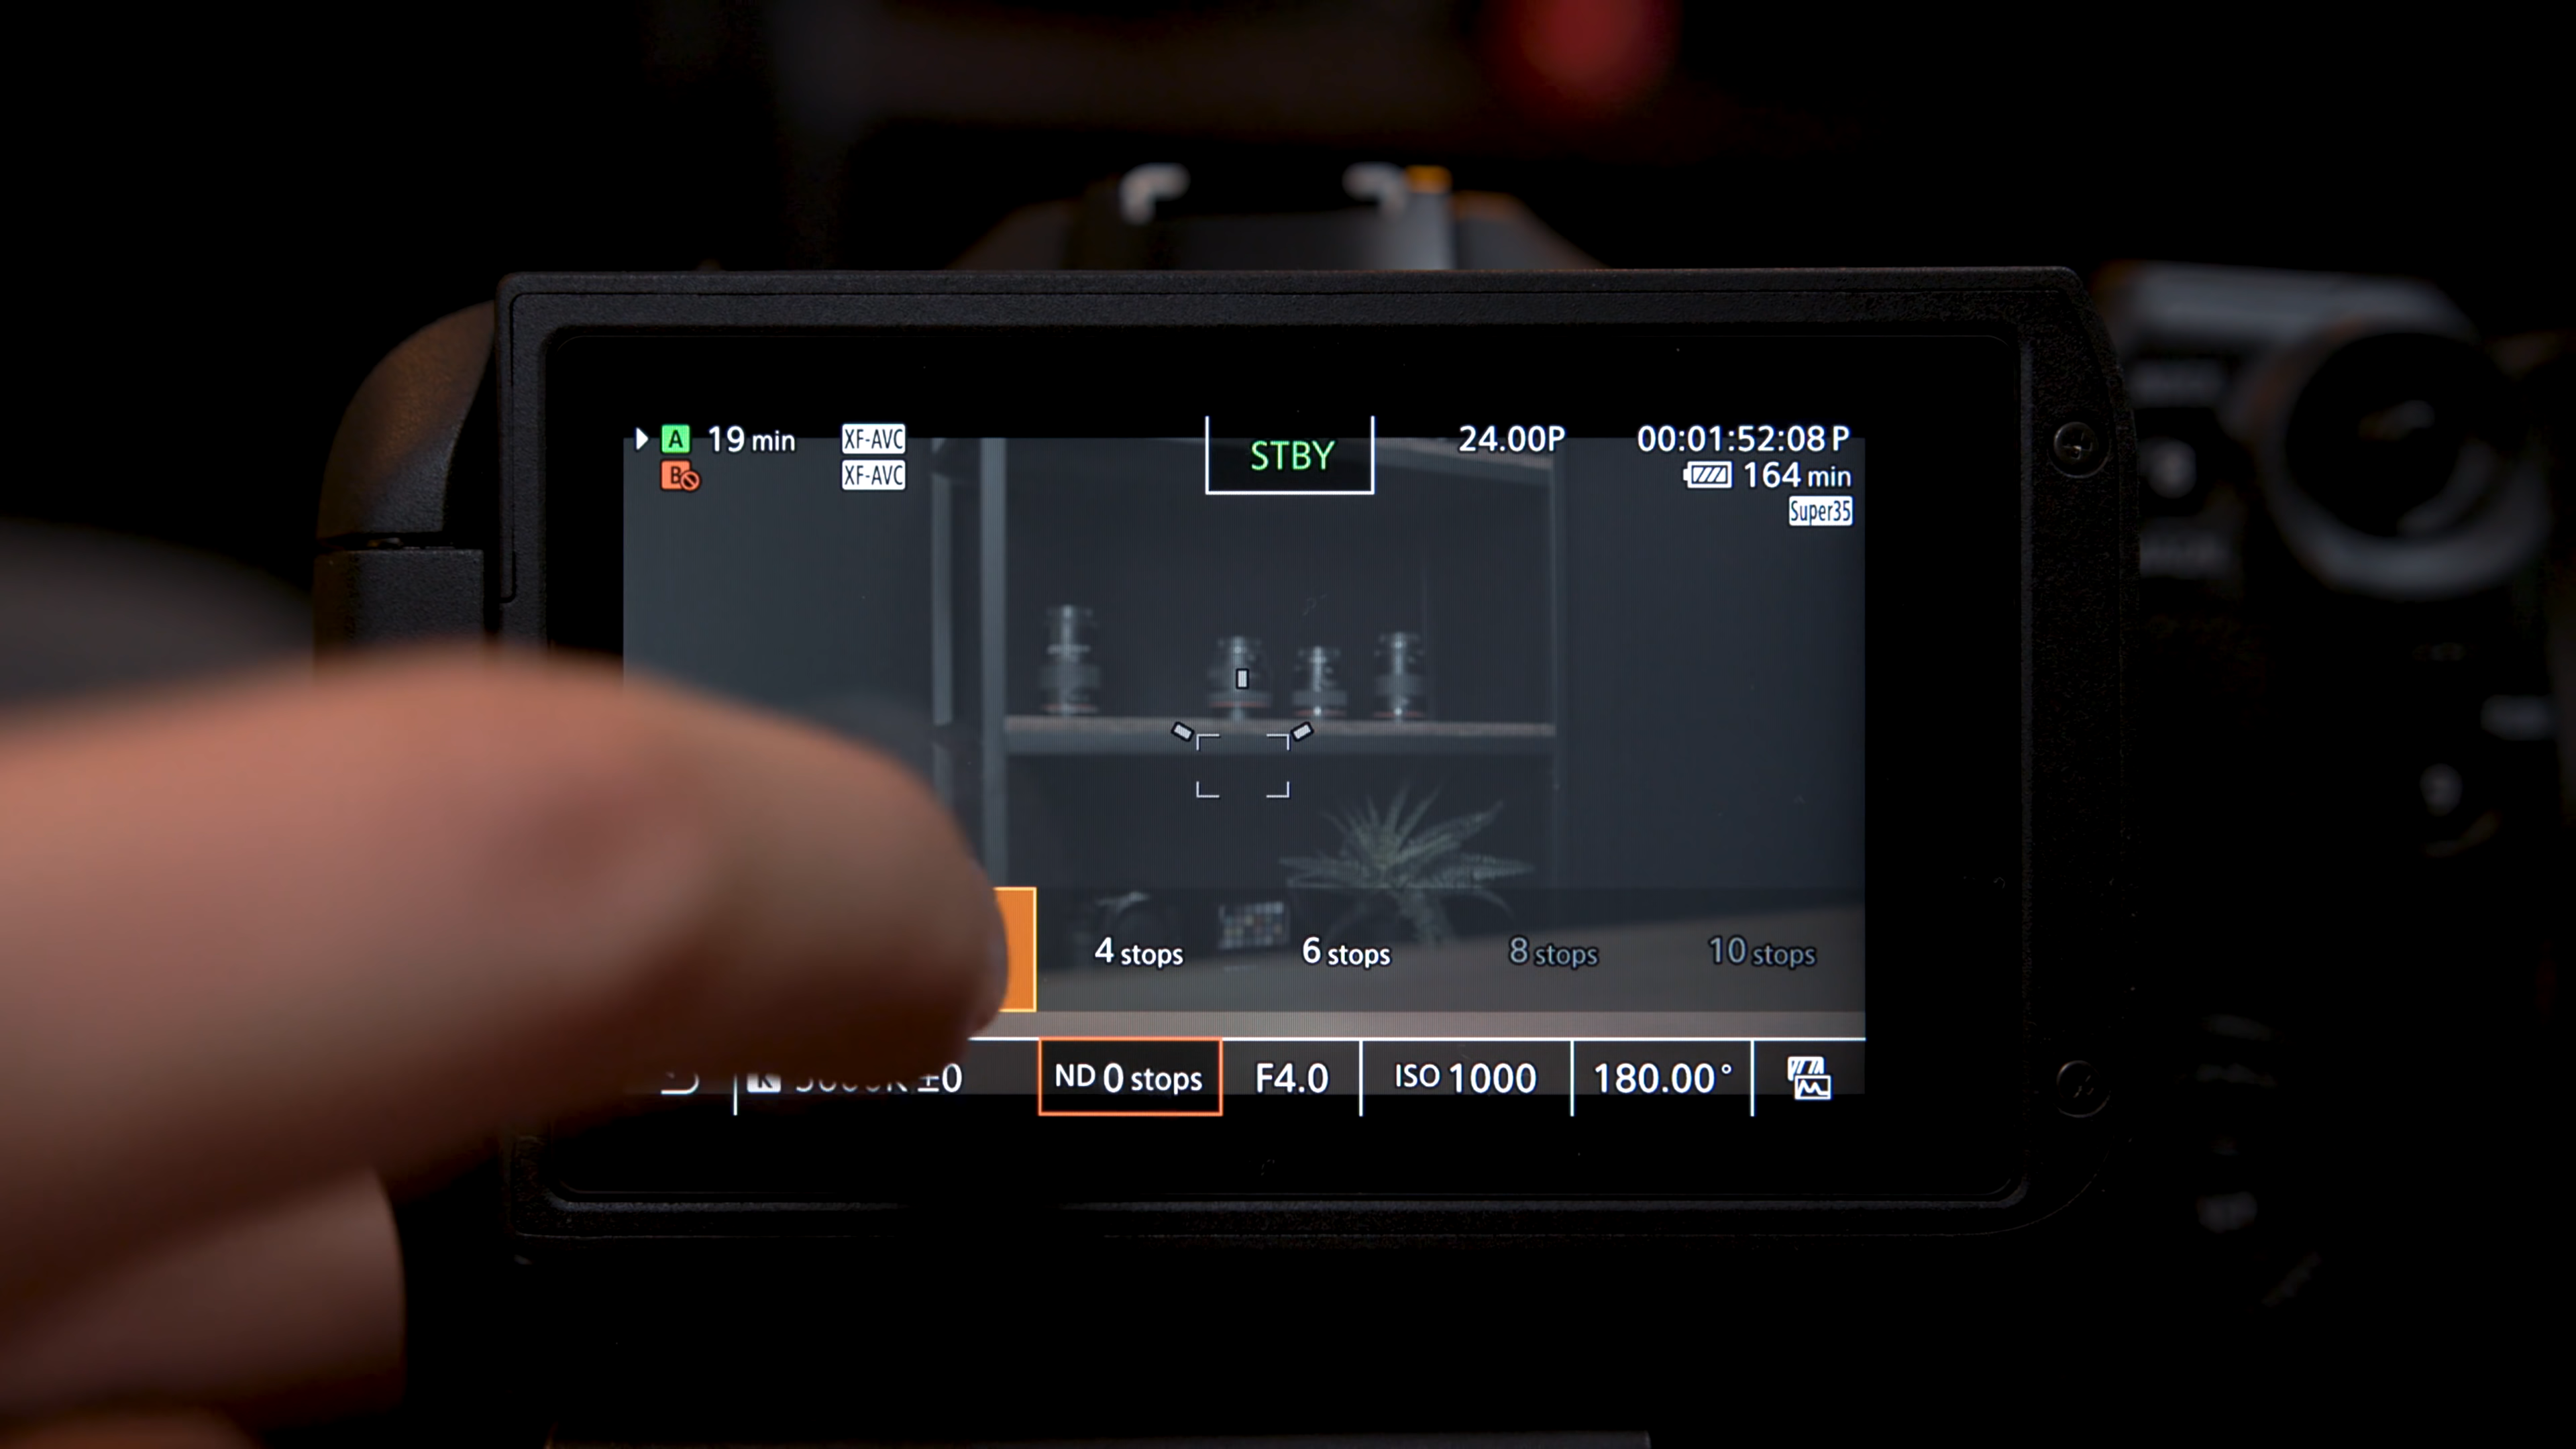 A 19 min XF-AVC STBY 24.00P 00:01:52:08 P
B XF-AVC 164 min
Super35
4 stops 6 stops 8 stops 10 stops
±0 ND 0 stops F4.0 ISO 1000 180.00°